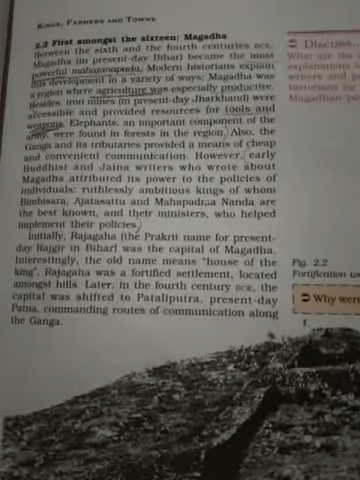 KINGS, FARMERS AND TOWNS
2.2 First amongst the sixteen: Magadha
Between the sixth and the fourth centuries BCE,
Magadha (in present-day Bihar) became the most
powerful mahajanapada. Modern historians explain
this development in a variety of ways: Magadha was
a region where agriculture was especially productive.
Besides, iron mines (in present-day Jharkhand) were
accessible and provided resources for tools and
weapons. Elephants, an important component of the
army, were found in forests in the region. Also, the
Ganga and its tributaries provided a means of cheap
and convenient communication. However, early
Buddhist and Jaina writers who wrote about
Magadha attributed its power to the policies of
individuals: ruthlessly ambitious kings of whom
Bimbisara, Ajatasattu and Mahapadma Nanda are
the best known, and their ministers, who helped
implement their policies.
Initially, Rajagaha (the Prakrit name for present-
day Rajgir in Bihar) was the capital of Magadha.
Interestingly, the old name means "house of the
king". Rajagaha was a fortified settlement, located
amongst hills. Later, in the fourth century BCE, the
capital was shifted to Pataliputra, present-day
Patna, commanding routes of communication along
the Ganga.
Discuss
What are the
explanations
writers and
historians for
Magadhan
Fig. 2.2
Fortification
Why were